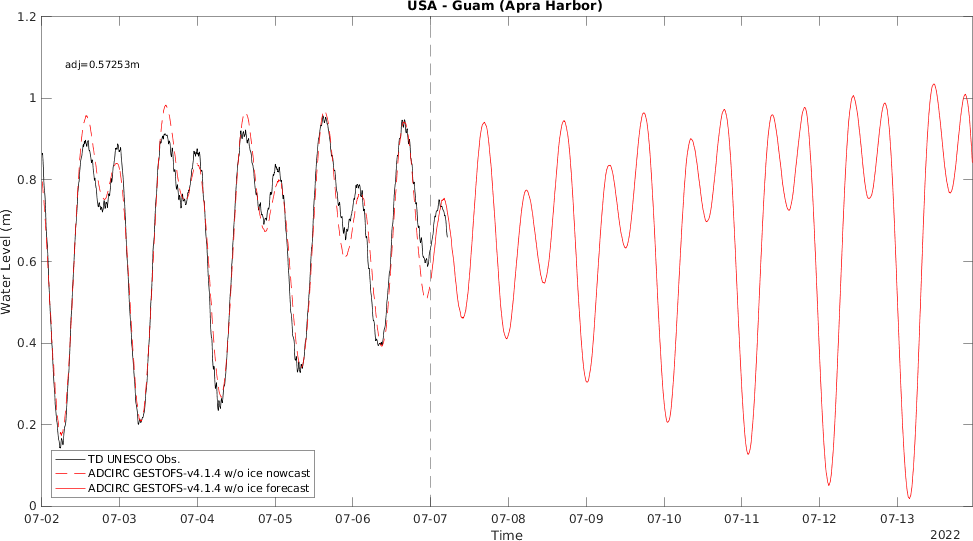 USA - Guam (Apra Harbor)
1.2
adj=0.57253m
1
0.8
0.6
0.4
0.2
0
Water Level (m)
TD UNESCO Obs.
ADCIRC GESTOFS-v4.1.4 w/o ice nowcast
ADCIRC GESTOFS-v4.1.4 w/o ice forecast
07-02 07-03 07-04 07-05 07-06 07-07 07-08 07-09 07-10 07-11 07-12 07-13
Time
2022